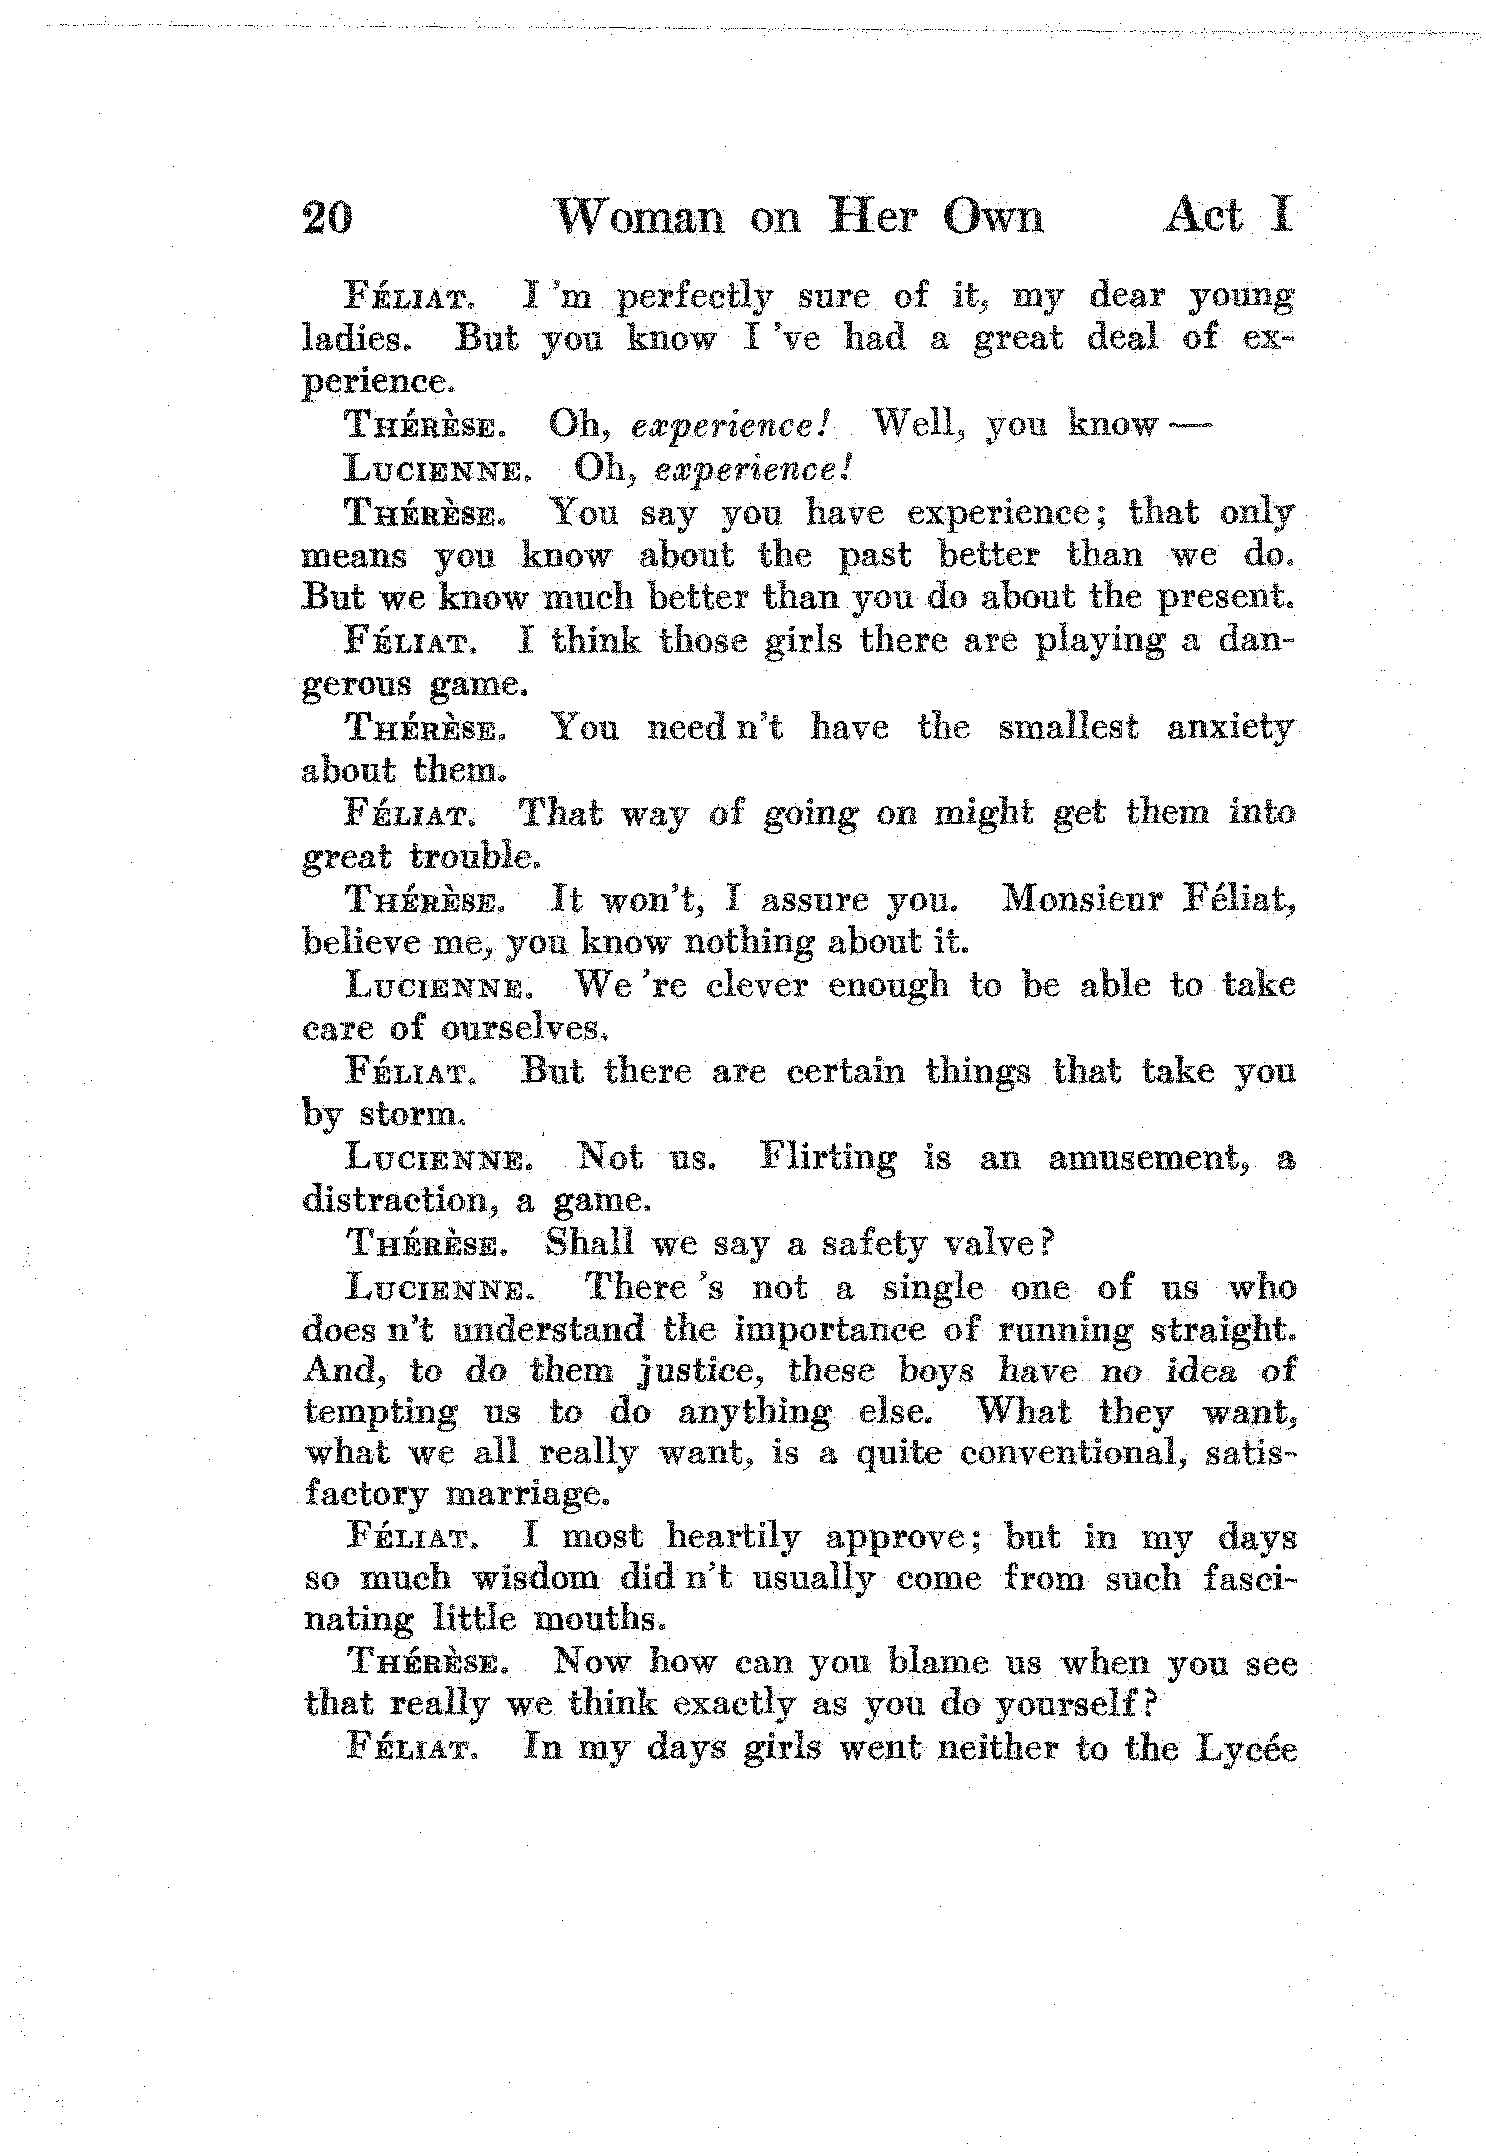 20 Woman on Her Own Act I
FÉLIAT. I 'm perfectly sure of it, my dear young
ladies. But you know I 've had a great deal of ex-
perience.
THÉRÈSE. Oh, experience! Well, you know —
LUCIENNE. Oh, experience!
THÉRÈSE. You say you have experience; that only
means you know about the past better than we do.
But we know much better than you do about the present.
FÉLIAT. I think those girls there are playing a dan-
gerous game.
THÉRÈSE. You need n't have the smallest anxiety
about them.
FÉLIAT. That way of going on might get them into
great trouble.
THÉRÈSE. It won't, I assure you. Monsieur Féliat,
believe me, you know nothing about it.
LUCIENNE. We 're clever enough to be able to take
care of ourselves.
FÉLIAT. But there are certain things that take you
by storm.
LUCIENNE. Not us. Flirting is an amusement, a
distraction, a game.
THÉRÈSE. Shall we say a safety valve?
LUCIENNE. There 's not a single one of us who
does n't understand the importance of running straight.
And, to do them justice, these boys have no idea of
tempting us to do anything else. What they want,
what we all really want, is a quite conventional, satis-
factory marriage.
FÉLIAT. I most heartily approve; but in my days
so much wisdom did n't usually come from such fasci-
nating little mouths.
THÉRÈSE. Now how can you blame us when you see
that really we think exactly as you do yourself?
FÉLIAT. In my days girls went neither to the Lycée